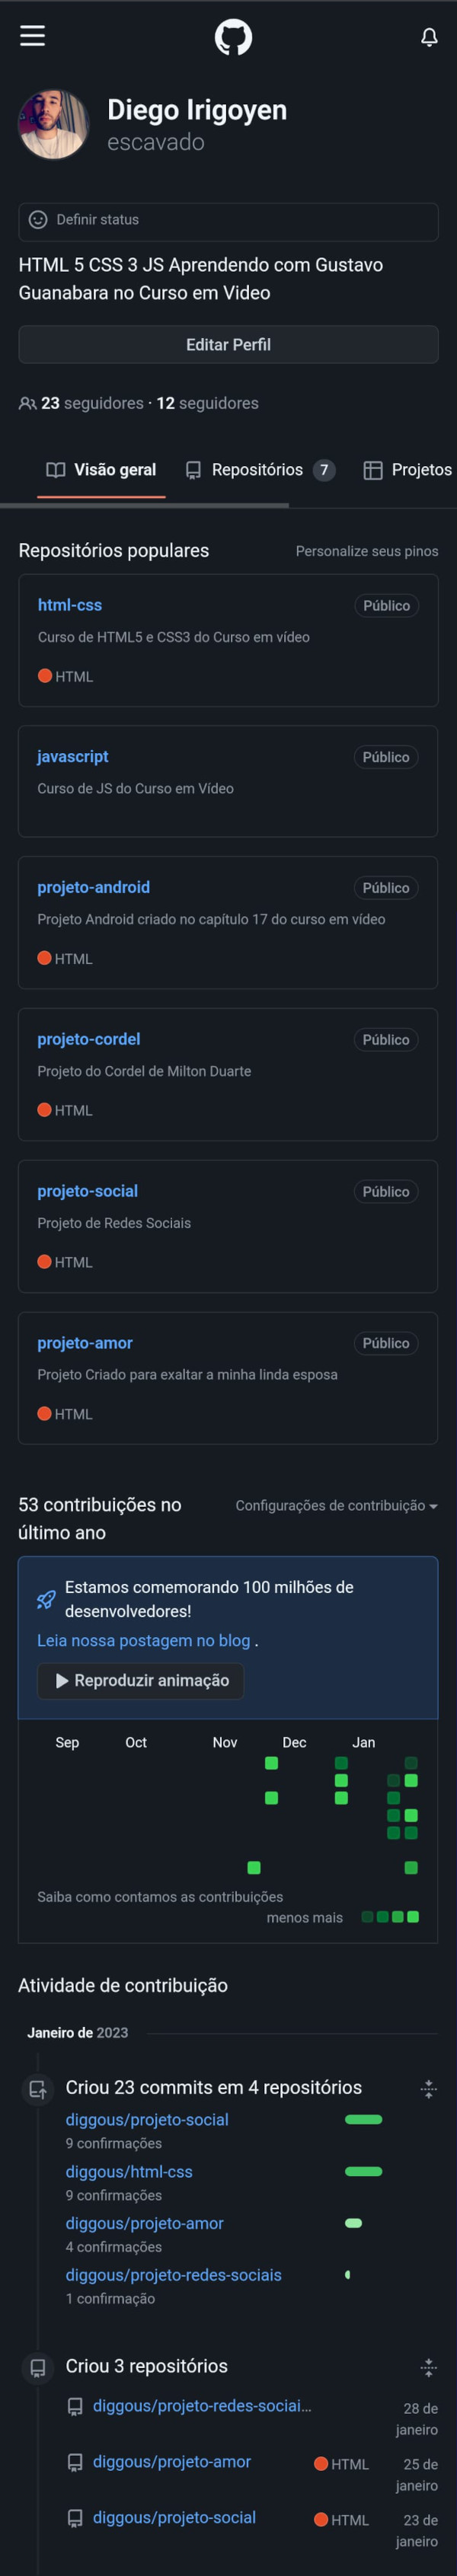 Diego Irigoyen
escavado
Definir status
HTML 5 CSS 3 JS Aprendendo com Gustavo
Guanabara no Curso em Video
Editar Perfil
23 seguidores · 12 seguidores
Visão geral
Repositórios 7
Projetos
Repositórios populares
Personalize seus pinos
html-css
Público
Curso de HTML5 e CSS3 do Curso em vídeo
HTML
javascript
Público
Curso de JS do Curso em Vídeo
projeto-android
Público
Projeto Android criado no capítulo 17 do curso em vídeo
HTML
projeto-cordel
Público
Projeto do Cordel de Milton Duarte
HTML
projeto-social
Público
Projeto de Redes Sociais
HTML
projeto-amor
Público
Projeto Criado para exaltar a minha linda esposa
HTML
53 contribuições no
último ano
Configurações de contribuição
Estamos comemorando 100 milhões de
desenvolvedores!
Leia nossa postagem no blog .
Reproduzir animação
Sep Oct Nov Dec Jan
Saiba como contamos as contribuições
menos mais
Atividade de contribuição
Janeiro de 2023
Criou 23 commits em 4 repositórios
diggous/projeto-social
9 confirmações
diggous/html-css
9 confirmações
diggous/projeto-amor
4 confirmações
diggous/projeto-redes-sociais
1 confirmação
Criou 3 repositórios
diggous/projeto-redes-sociai...
28 de
janeiro
diggous/projeto-amor
HTML
25 de
janeiro
diggous/projeto-social
HTML
23 de
janeiro